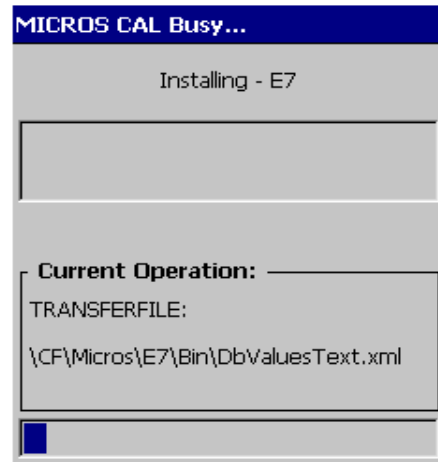 MICROS CAL Busy...
Installing - E7
Current Operation:
TRANSFERFILE:
\CF\Micros\E7\Bin\DbValuesText.xml